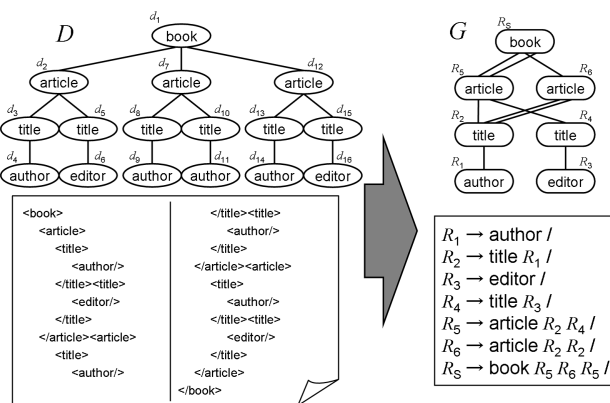 D
d1
book
d2
d7
d12
article
article
article
d3
d5
d8
d10
d13
d15
title
title
title
title
title
title
d4
d6
d9
d11
d14
d16
author
editor
author
author
author
editor
<book>
<article>
<title>
<author/>
</title><title>
<editor/>
</title>
</article><article>
<title>
<author/>
</title><title>
<author/>
</title>
</article><article>
<title>
<author/>
</title><title>
<editor/>
</title>
</article>
</book>
G
RS
book
R5
R6
article
article
R2
R4
title
title
R1
R3
author
editor
R1 → author /
R2 → title R1 /
R3 → editor /
R4 → title R3 /
R5 → article R2 R4 /
R6 → article R2 R2 /
RS → book R5 R6 R5 /